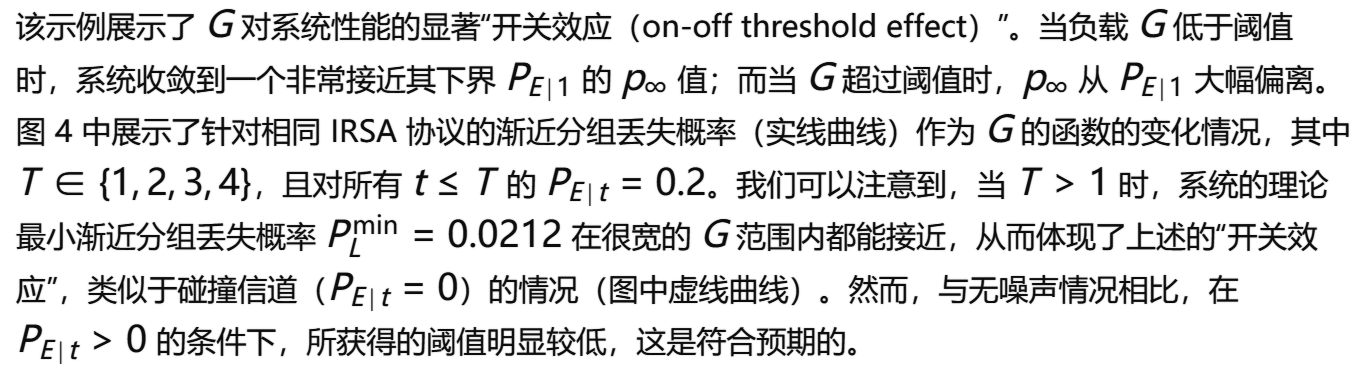 该示例展示了 G 对系统性能的显著“开关效应（on-off threshold effect）”。当负载 G 低于阈值
时，系统收敛到一个非常接近其下界 P_{E|1} 的 p_∞ 值；而当 G 超过阈值时，p_∞ 从 P_{E|1} 大幅偏离。
图 4 中展示了针对相同 IRSA 协议的渐近分组丢失概率（实线曲线）作为 G 的函数的变化情况，其中
T ∈ {1, 2, 3, 4}，且对所有 t ≤ T 的 P_{E|t} = 0.2。我们可以注意到，当 T > 1 时，系统的理论
最小渐近分组丢失概率 P_L^{min} = 0.0212 在很宽的 G 范围内都能接近，从而体现了上述的“开关效
应”，类似于碰撞信道（P_{E|t} = 0）的情况（图中虚线曲线）。然而，与无噪声情况相比，在
P_{E|t} > 0 的条件下，所获得的阈值明显较低，这是符合预期的。